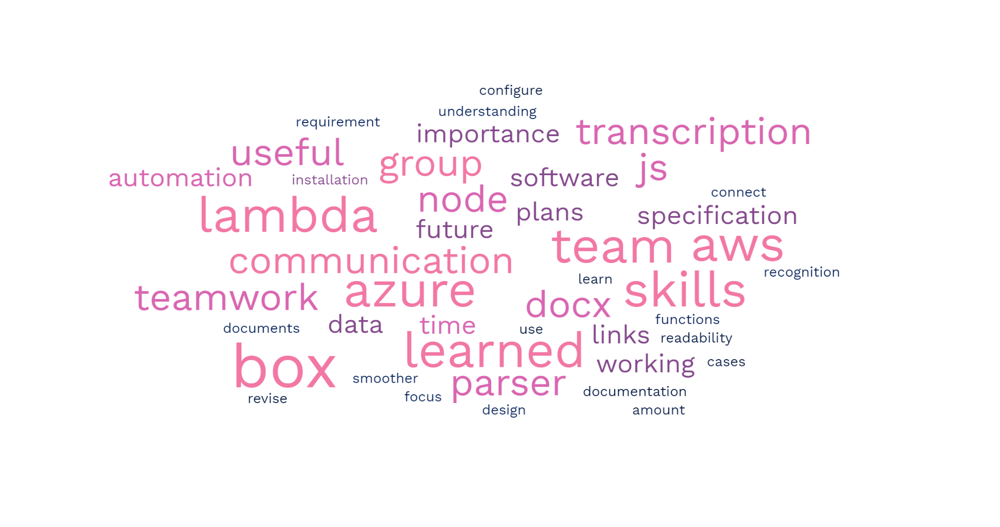 configure
understanding
requirement
importance
transcription
useful
group
js
automation
installation
software
node
connect
lambda
plans
specification
future
team
aws
communication
recognition
learn
skills
teamwork
azure
docx
functions
documents
data
time
use
links
readability
learned
box
working
cases
smoother
parser
documentation
revise
focus
design
amount